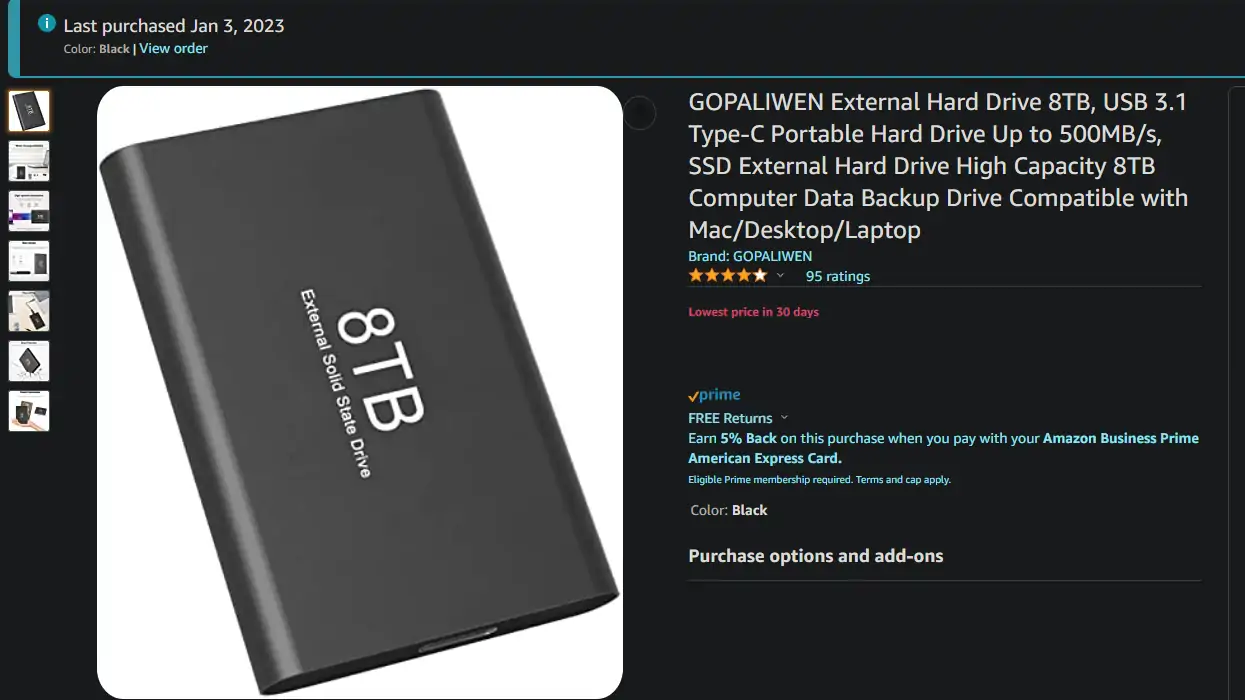 Last purchased Jan 3, 2023
Color: Black | View order
GOPALIWEN External Hard Drive 8TB, USB 3.1
Type-C Portable Hard Drive Up to 500MB/s,
SSD External Hard Drive High Capacity 8TB
Computer Data Backup Drive Compatible with
Mac/Desktop/Laptop
Brand: GOPALIWEN
95 ratings
Lowest price in 30 days
prime
FREE Returns
Earn 5% Back on this purchase when you pay with your Amazon Business Prime
American Express Card.
Eligible Prime membership required. Terms and cap apply.
Color: Black
Purchase options and add-ons
8TB
External Solid State Drive